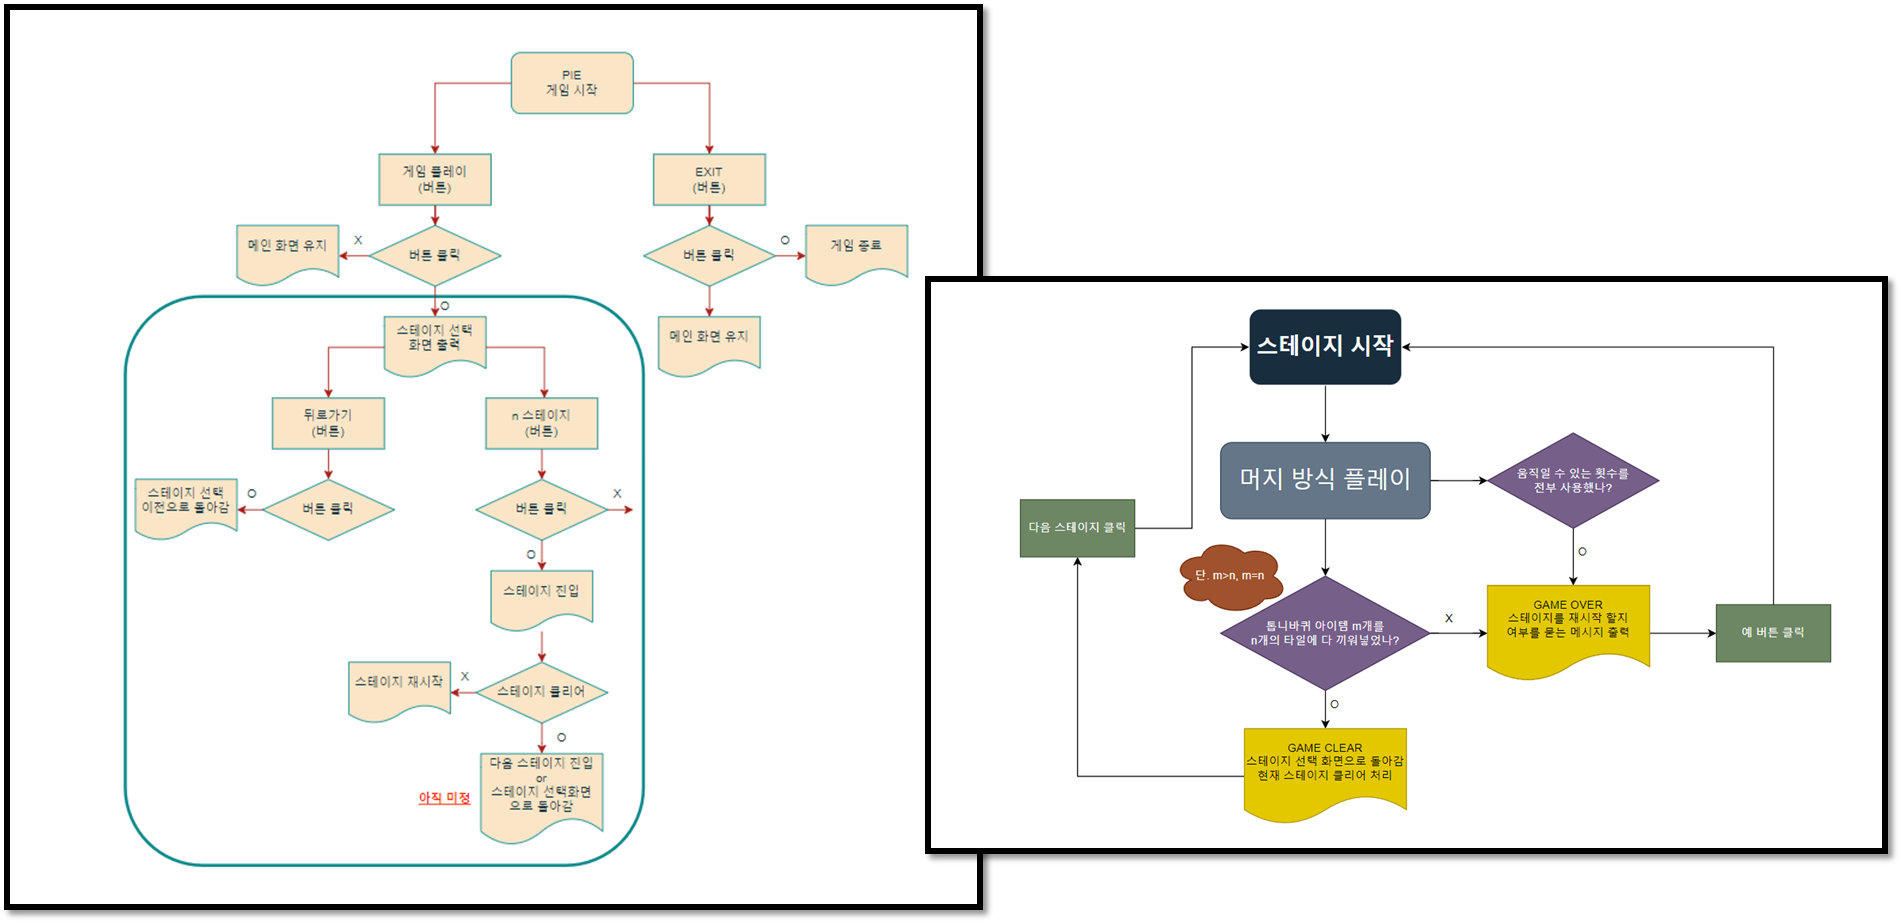 PIE
게임 시작
게임 플레이
(버튼)
EXIT
(버튼)
메인 화면 유지
X
버튼 클릭
버튼 클릭
O
게임 종료
O
스테이지 선택
화면 출력
메인 화면 유지
뒤로가기
(버튼)
n 스테이지
(버튼)
스테이지 선택
이전으로 돌아감
O
버튼 클릭
버튼 클릭
X
O
스테이지 진입
스테이지 재시작
X
스테이지 클리어
O
다음 스테이지 진입
or
스테이지 선택화면
으로 돌아감
아직 미정
스테이지 시작
머지 방식 플레이
움직일 수 있는 횟수를
전부 사용했나?
다음 스테이지 클릭
O
단. m>n, m=n
톱니바퀴 아이템 m개를
n개의 타일에 다 끼워넣었나?
X
GAME OVER
스테이지를 재시작 할지
여부를 묻는 메시지 출력
예 버튼 클릭
O
GAME CLEAR
스테이지 선택 화면으로 돌아감
현재 스테이지 클리어 처리